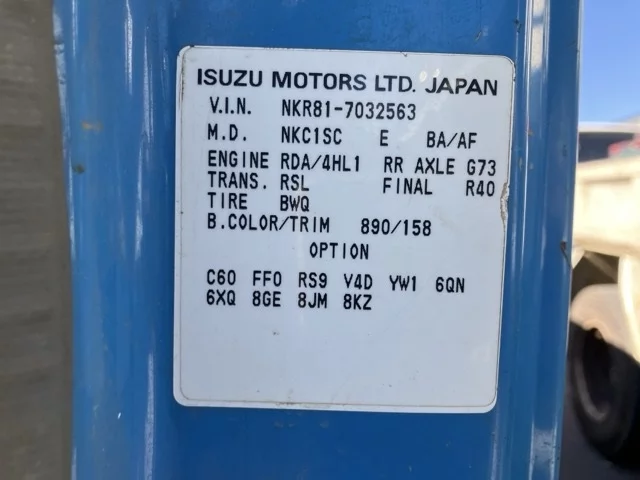 ISUZU MOTORS LTD. JAPAN
V.I.N. NKR81-7032563
M.D. NKC1SC E BA/AF
ENGINE RDA/4HL1 RR AXLE G73
TRANS. RSL FINAL R40
TIRE BWQ
B.COLOR/TRIM 890/158
OPTION
C60 FF0 RS9 V4D YW1 6QN
6XQ 8GE 8JM 8KZ